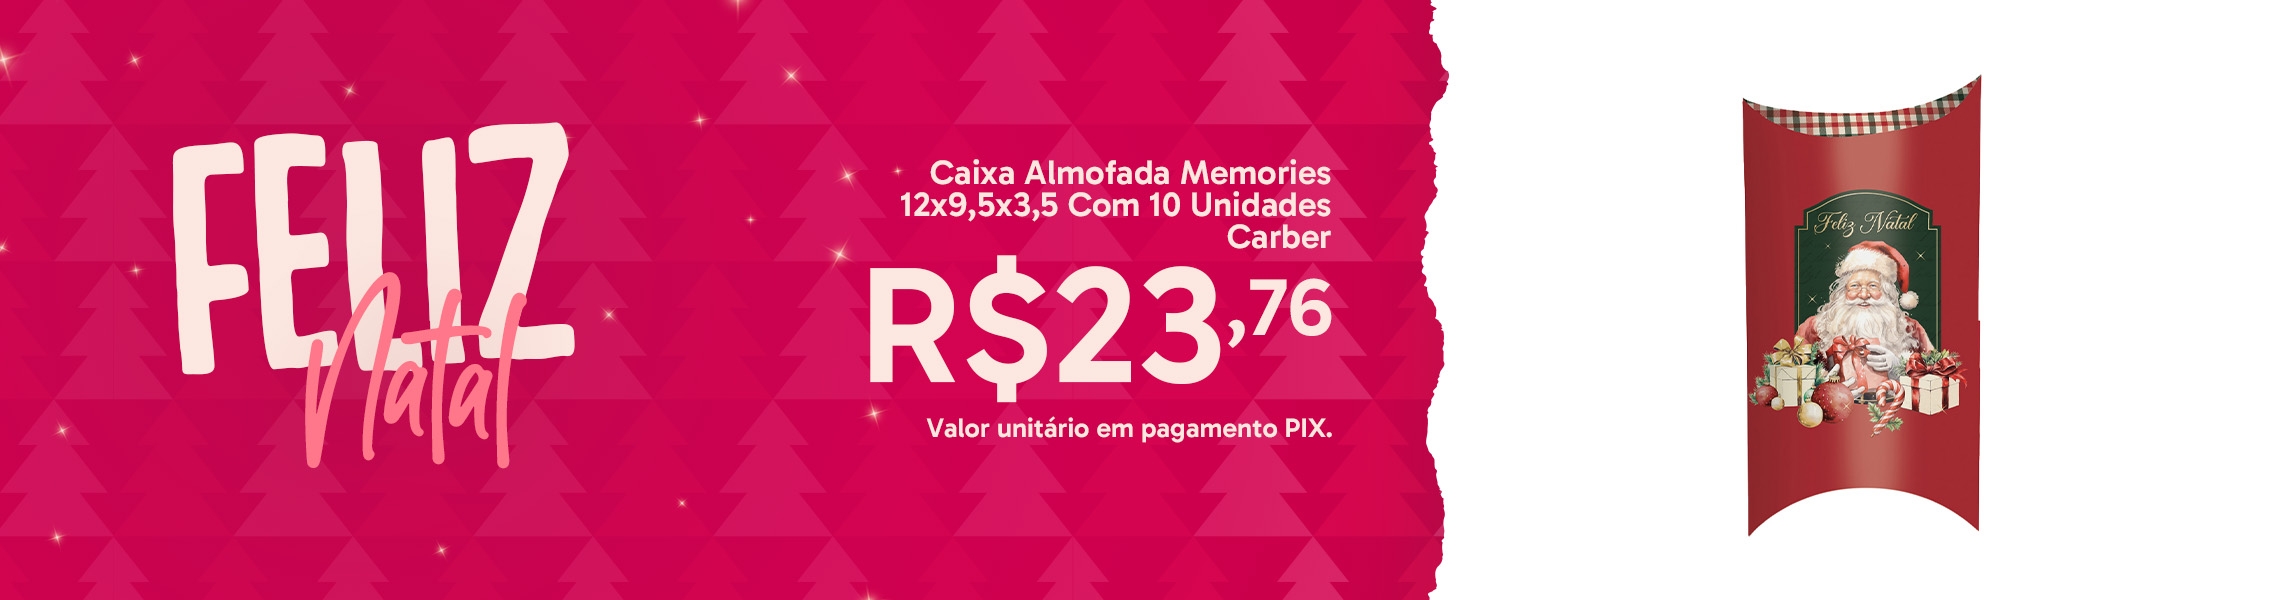 FELIZ
Natal
Caixa Almofada Memories
12x9,5x3,5 Com 10 Unidades
Carber
R$23,76
Valor unitário em pagamento PIX.
Feliz Natal